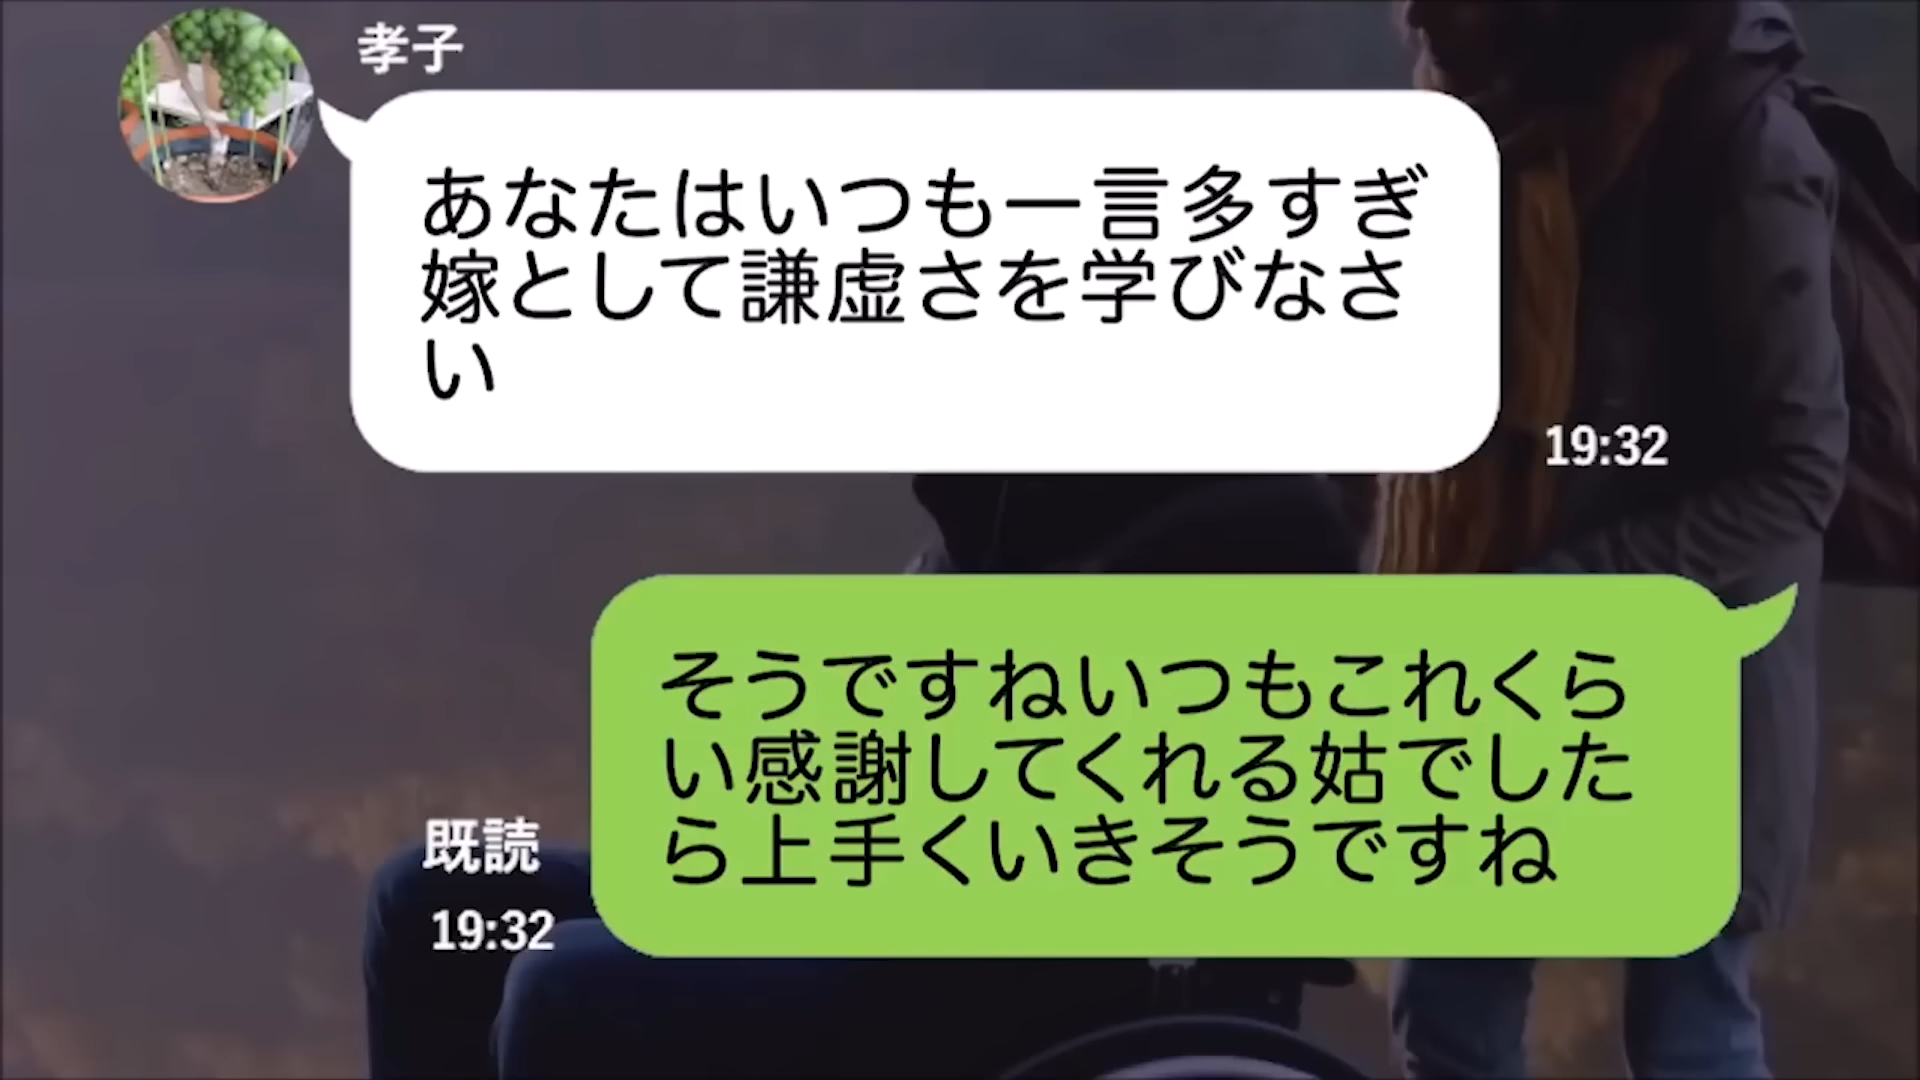 孝子
あなたはいつも一言多すぎ
嫁として謙虚さを学びなさ
い
19:32
そうですねいつもこれくら
い感謝してくれる姑でした
ら上手くいきそうですね
既読
19:32